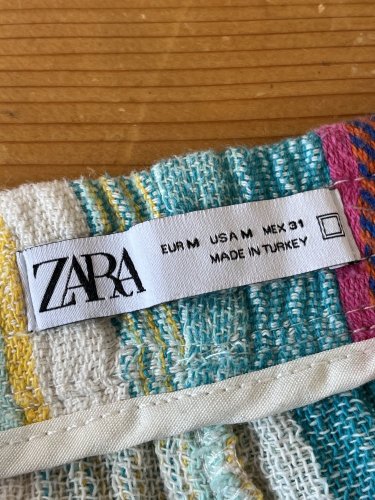 ZARA
EUR M USA M MEX 31
MADE IN TURKEY